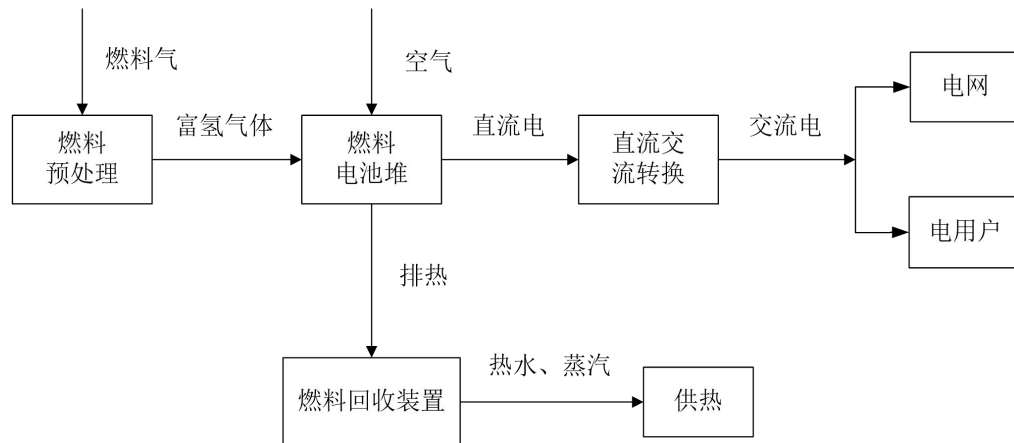 燃料气
空气
电网
燃料
预处理
富氢气体
燃料
电池堆
直流电
直流交
流转换
交流电
电用户
排热
燃料回收装置
热水、蒸汽
供热